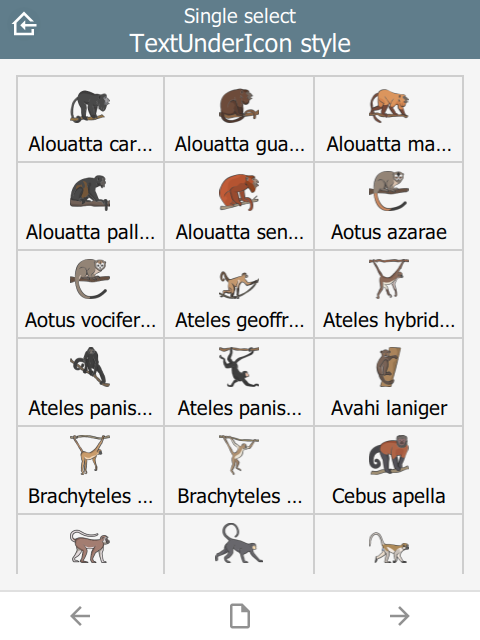 Single select
TextUnderIcon style
Alouatta car...
Alouatta gua...
Alouatta ma...
Alouatta pall...
Alouatta sen...
Aotus azarae
Aotus vocifer...
Ateles geoffr...
Ateles hybrid...
Ateles panis...
Ateles panis...
Avahi laniger
Brachyteles ...
Brachyteles ...
Cebus apella